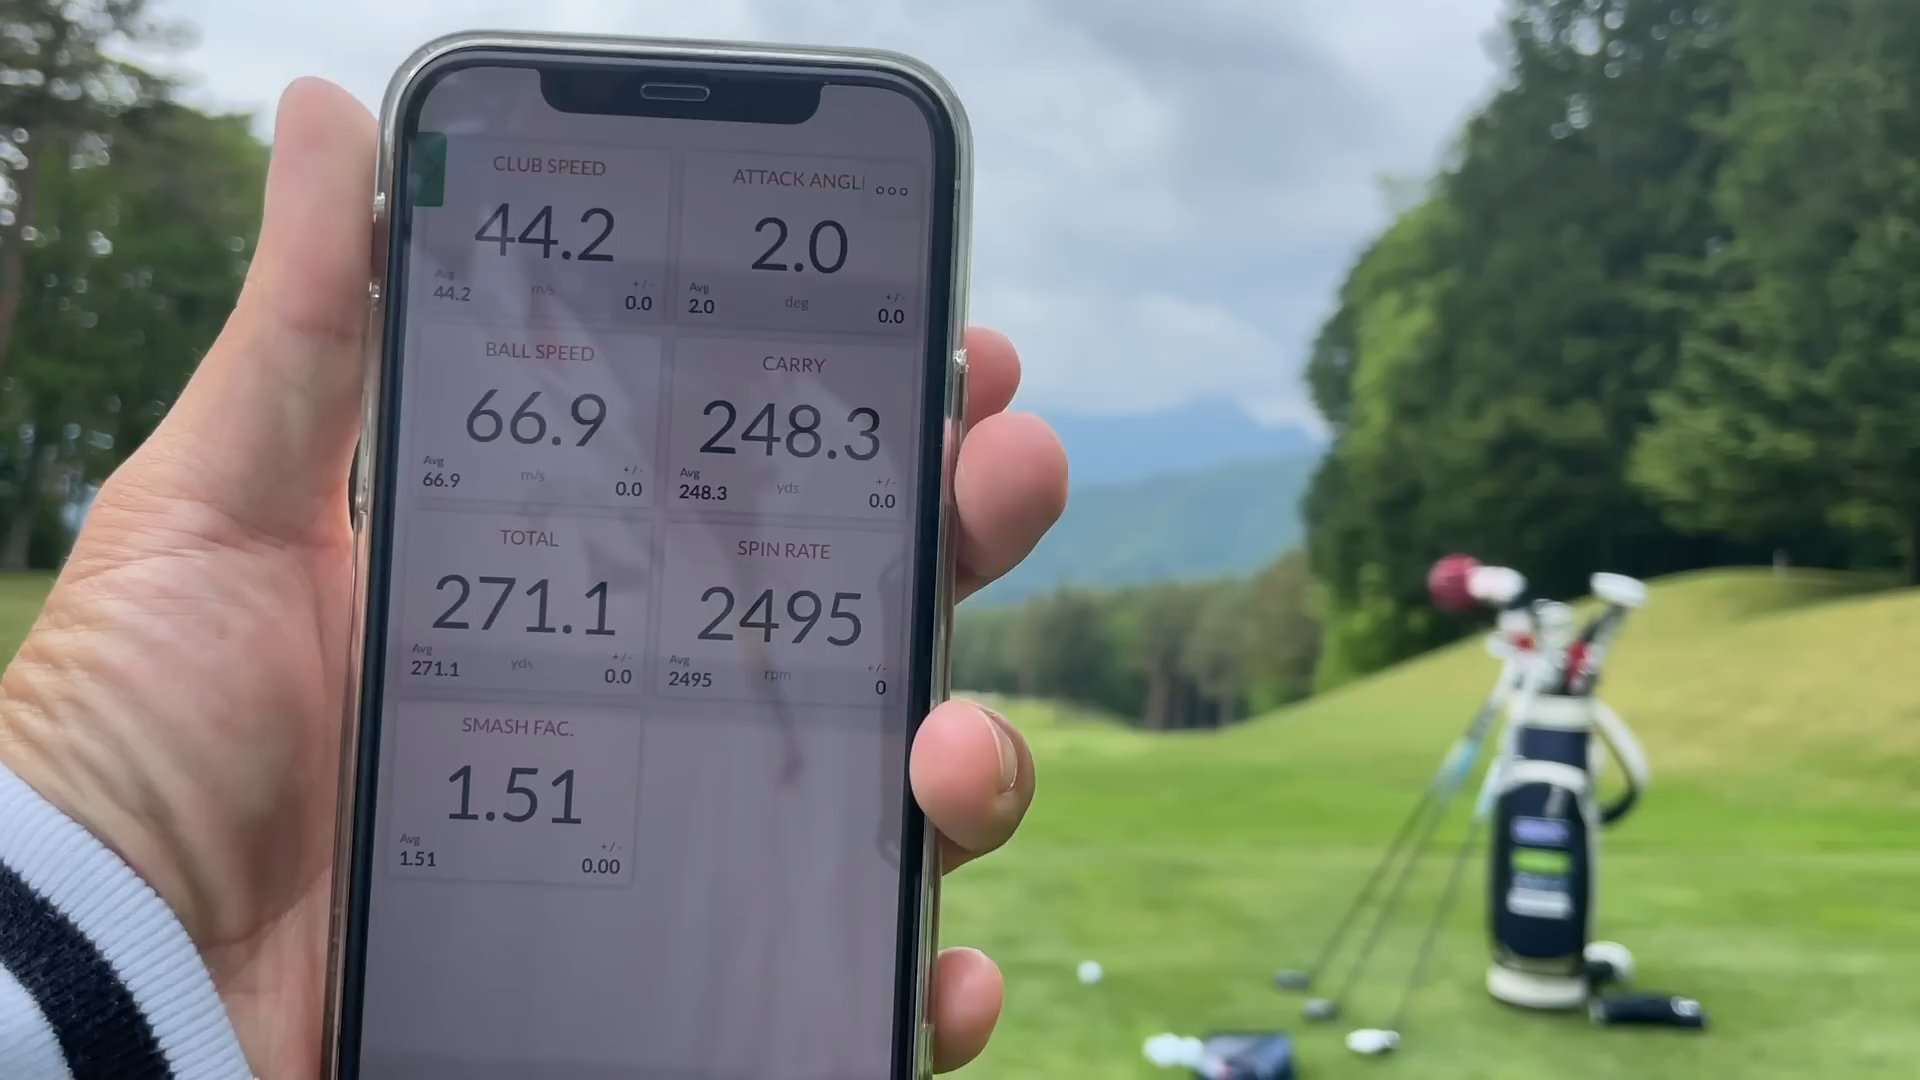 CLUB SPEED
44.2
Avg
44.2
m/s
+/-
0.0
ATTACK ANGL
2.0
Avg
2.0
deg
+/-
0.0
BALL SPEED
66.9
Avg
66.9
m/s
+/-
0.0
CARRY
248.3
Avg
248.3
yds
+/-
0.0
TOTAL
271.1
Avg
271.1
yds
+/-
0.0
SPIN RATE
2495
Avg
2495
rpm
+/-
0
SMASH FAC.
1.51
Avg
1.51
+/-
0.00